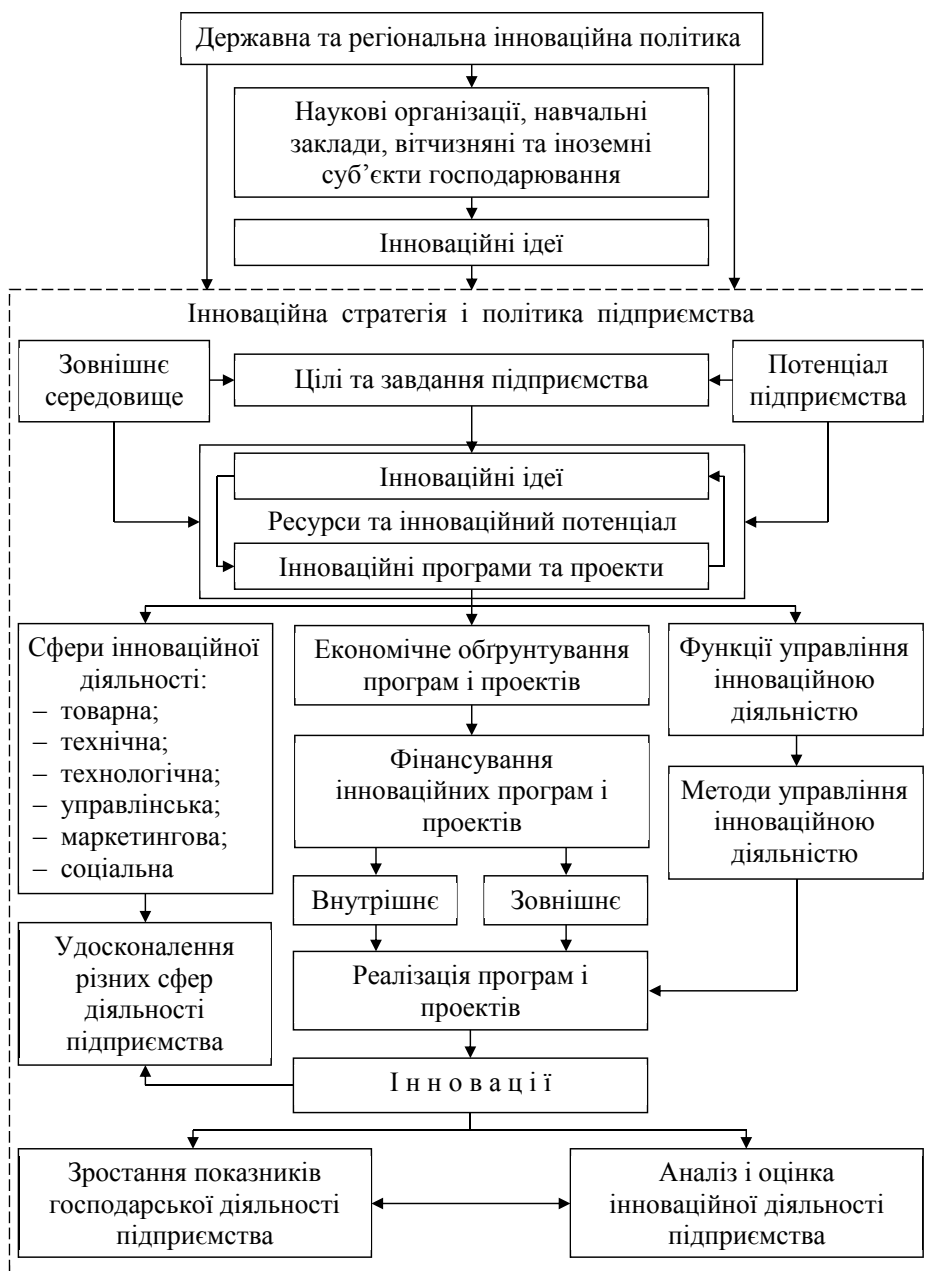 Державна та регіональна інноваційна політика
Наукові організації, навчальні
заклади, вітчизняні та іноземні
суб’єкти господарювання
Інноваційні ідеї
Інноваційна стратегія і політика підприємства
Зовнішнє
середовище
Цілі та завдання підприємства
Потенціал
підприємства
Інноваційні ідеї
Ресурси та інноваційний потенціал
Інноваційні програми та проекти
Сфери інноваційної
діяльності:
– товарна;
– технічна;
– технологічна;
– управлінська;
– маркетингова;
– соціальна
Економічне обґрунтування
програм і проектів
Функції управління
інноваційною
діяльністю
Фінансування
інноваційних програм і
проектів
Методи управління
інноваційною
діяльністю
Внутрішнє
Зовнішнє
Удосконалення
різних сфер
діяльності
підприємства
Реалізація програм і
проектів
І н н о в а ц і ї
Зростання показників
господарської діяльності
підприємства
Аналіз і оцінка
інноваційної діяльності
підприємства